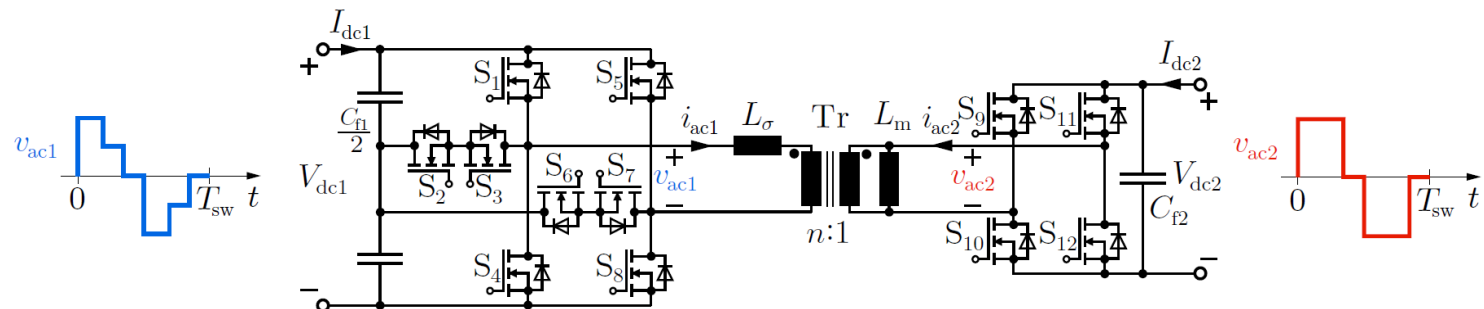 v_ac1
0
T_sw
t
I_dc1
+
C_f1
2
V_dc1
−
S_1
S_2
S_3
S_4
S_5
S_6
S_7
S_8
i_ac1
L_σ
+
v_ac1
−
Tr
n:1
L_m
i_ac2
+
v_ac2
−
S_9
S_10
S_11
S_12
I_dc2
+
V_dc2
C_f2
−
v_ac2
0
T_sw
t